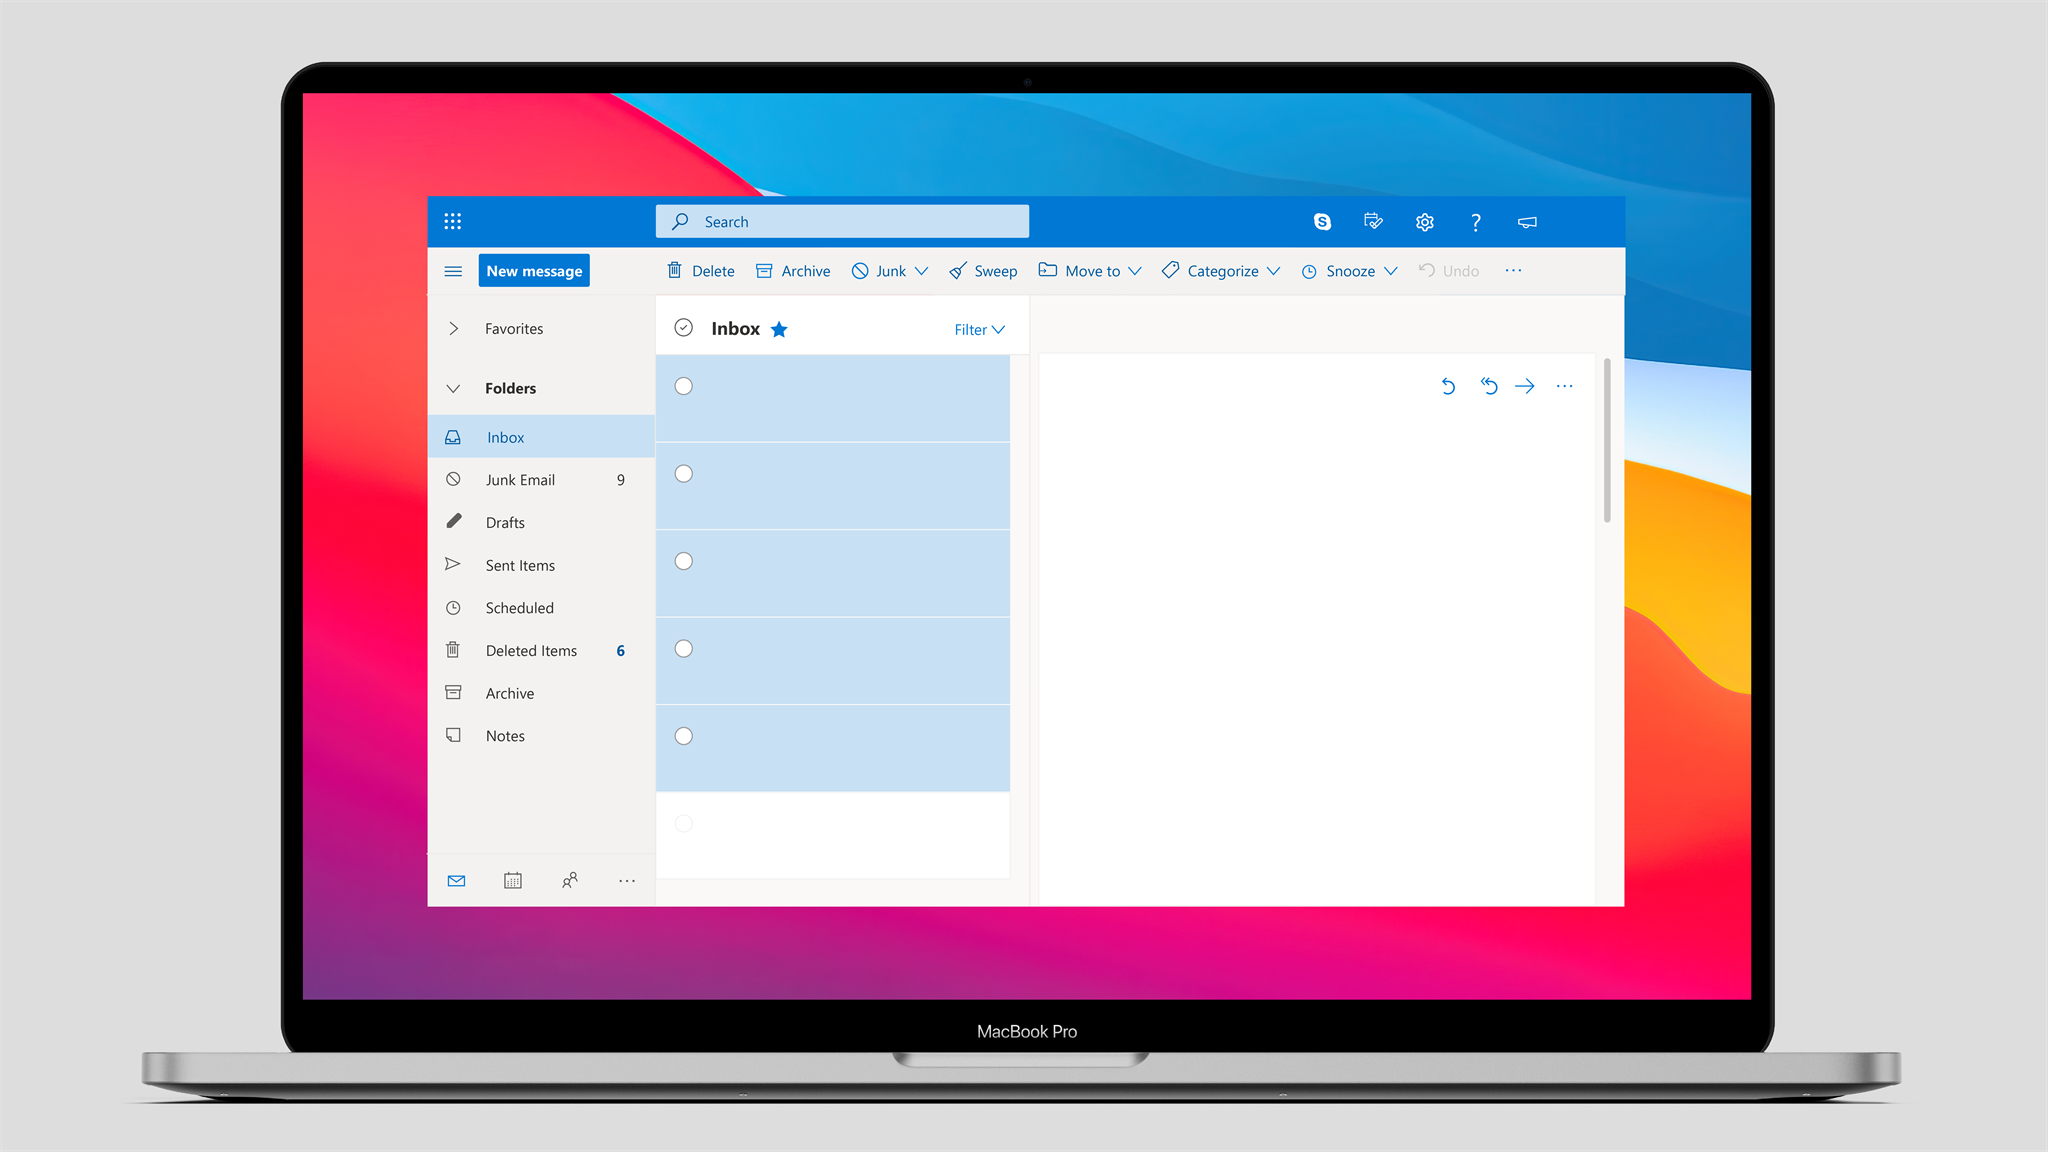 Search
New message
Delete
Archive
Junk
Sweep
Move to
Categorize
Snooze
Undo
Favorites
Inbox
Filter
Folders
Inbox
Junk Email 9
Drafts
Sent Items
Scheduled
Deleted Items 6
Archive
Notes
MacBook Pro